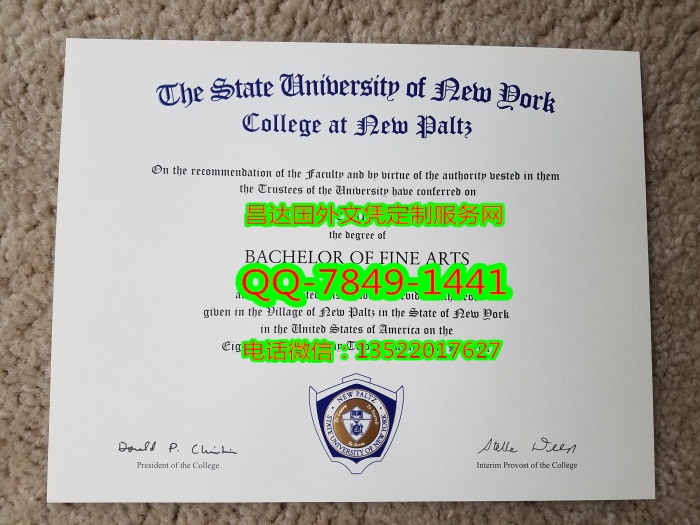 The State University of New York
College at New Paltz
On the recommendation of the Faculty and by virtue of the authority vested in them
the Trustees of the University have conferred on
昌达国外文凭定制服务网
the degree of
BACHELOR OF FINE ARTS
QQ-7849-1441
given in the Village of New Paltz in the State of New York
in the United States of America on the
电话微信：13522017627
NEW PALTZ
STATE UNIVERSITY OF NEW YORK
Donald P. Christian
President of the College
Stella Deen
Interim Provost of the College